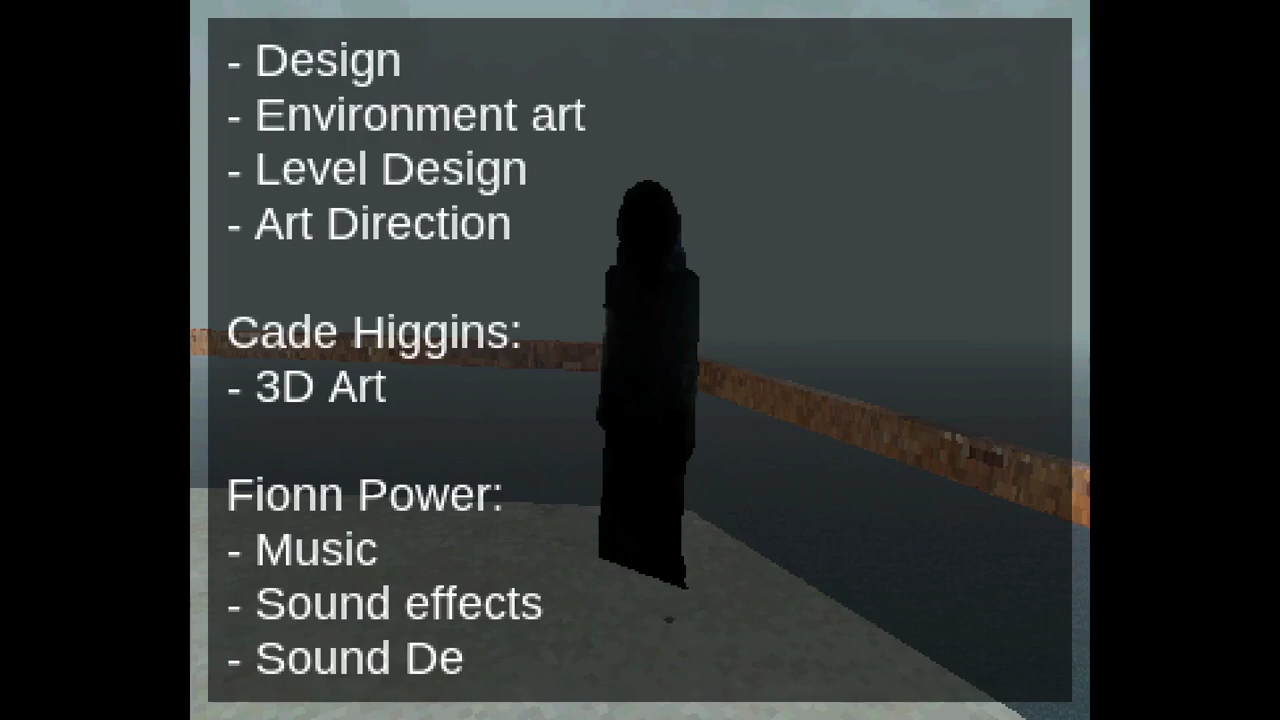 - Design
- Environment art
- Level Design
- Art Direction
Cade Higgins:
- 3D Art
Fionn Power:
- Music
- Sound effects
- Sound De